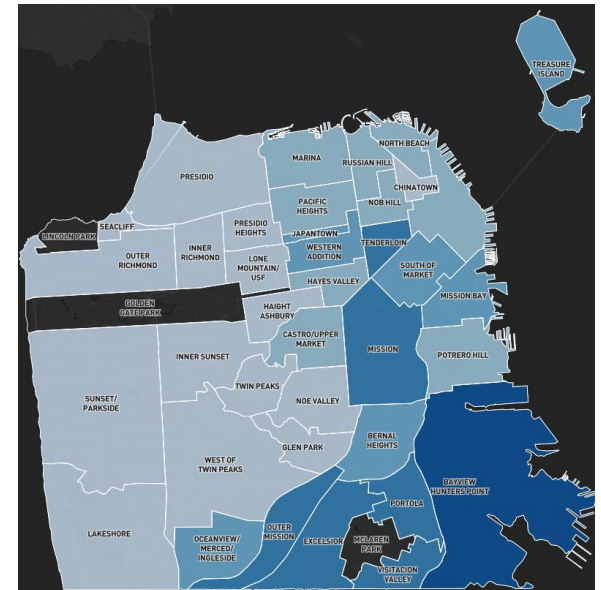 TREASURE
ISLAND
NORTH BEACH
MARINA
RUSSIAN HILL
PRESIDIO
CHINATOWN
PACIFIC
HEIGHTS
NOB HILL
SEACLIFF
LINCOLN PARK
PRESIDIO
HEIGHTS
JAPANTOWN
TENDERLOIN
WESTERN
ADDITION
OUTER
RICHMOND
INNER
RICHMOND
LONE
MOUNTAIN/
USF
SOUTH OF
MARKET
HAYES VALLEY
MISSION BAY
GOLDEN
GATE PARK
HAIGHT
ASHBURY
CASTRO/UPPER
MARKET
MISSION
POTRERO HILL
INNER SUNSET
TWIN PEAKS
SUNSET/
PARKSIDE
NOE VALLEY
BERNAL
HEIGHTS
GLEN PARK
WEST OF
TWIN PEAKS
BAYVIEW
HUNTERS POINT
PORTOLA
LAKESHORE
OCEANVIEW/
MERCED/
INGLESIDE
OUTER
MISSION
EXCELSIOR
MCLAREN
PARK
VISITACION
VALLEY